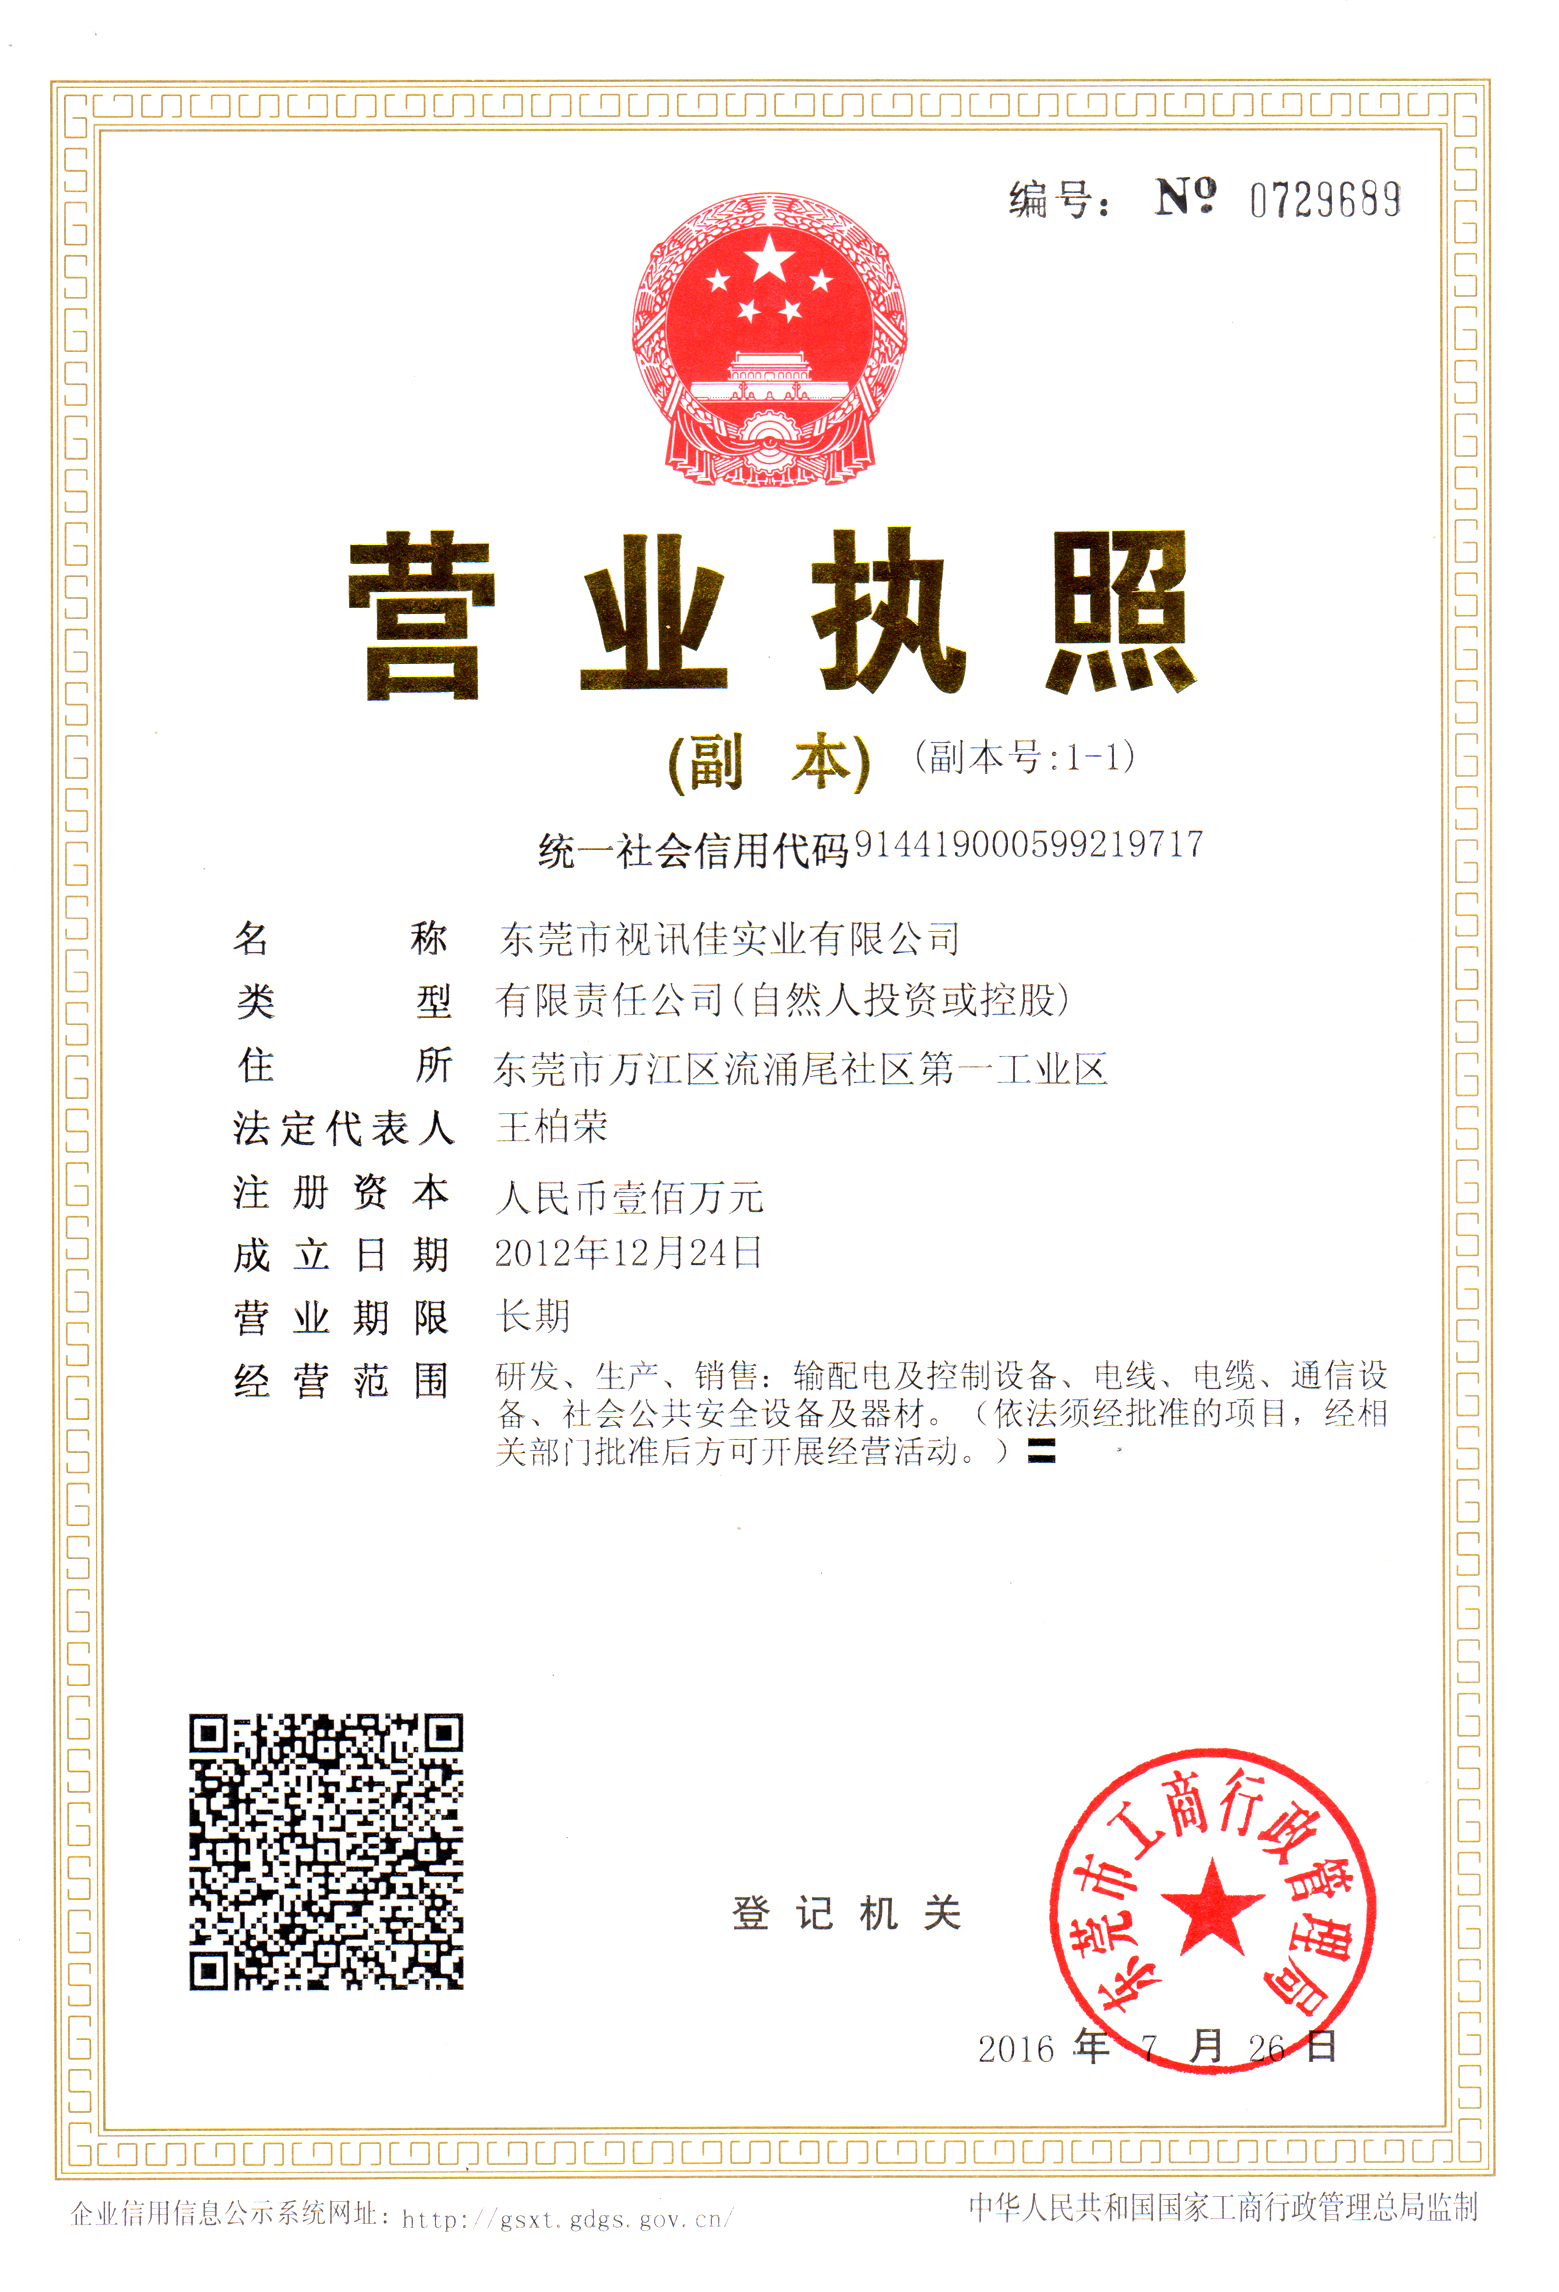 编号： № 0729689
营业执照
(副 本) (副本号:1-1)
统一社会信用代码914419000599219717
名 称 东莞市视讯佳实业有限公司
类 型 有限责任公司(自然人投资或控股)
住 所 东莞市万江区流涌尾社区第一工业区
法定代表人 王柏荣
注册资本 人民币壹佰万元
成立日期 2012年12月24日
营业期限 长期
经营范围 研发、生产、销售：输配电及控制设备、电线、电缆、通信设
备、社会公共安全设备及器材。（依法须经批准的项目，经相
关部门批准后方可开展经营活动。）〓
东莞市工商行政管理局
登记机关
2016 年 7 月 26 日
企业信用信息公示系统网址：http://gsxt.gdgs.gov.cn/
中华人民共和国国家工商行政管理总局监制